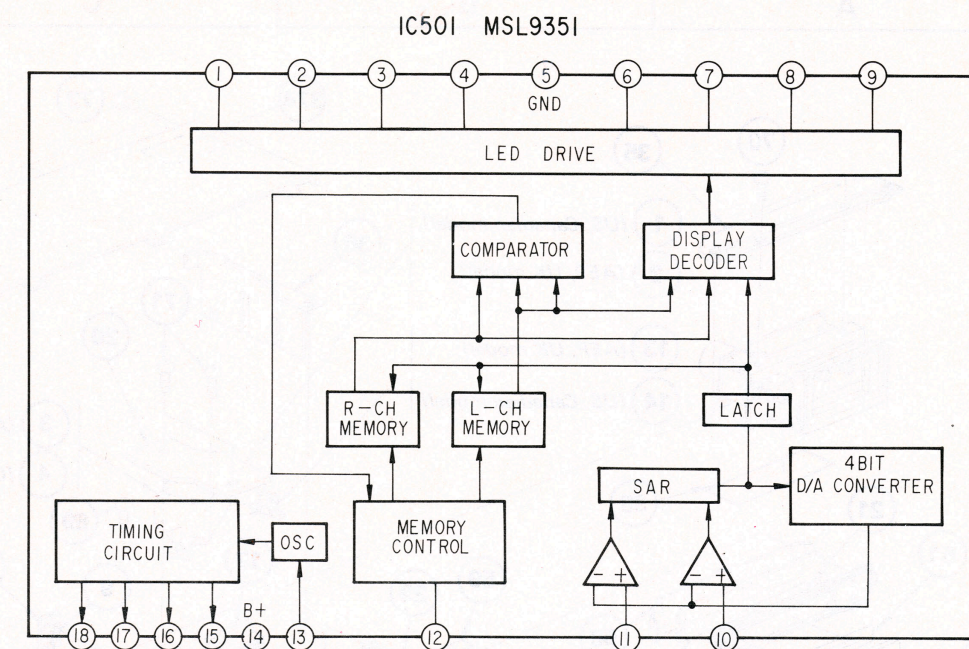 IC501 MSL9351
1 2 3 4 5 6 7 8 9
GND
LED DRIVE
COMPARATOR
DISPLAY
DECODER
R-CH
MEMORY
L-CH
MEMORY
LATCH
SAR
4BIT
D/A CONVERTER
TIMING
CIRCUIT
OSC
MEMORY
CONTROL
- +
- +
B+
18 17 16 15 14 13 12 11 10